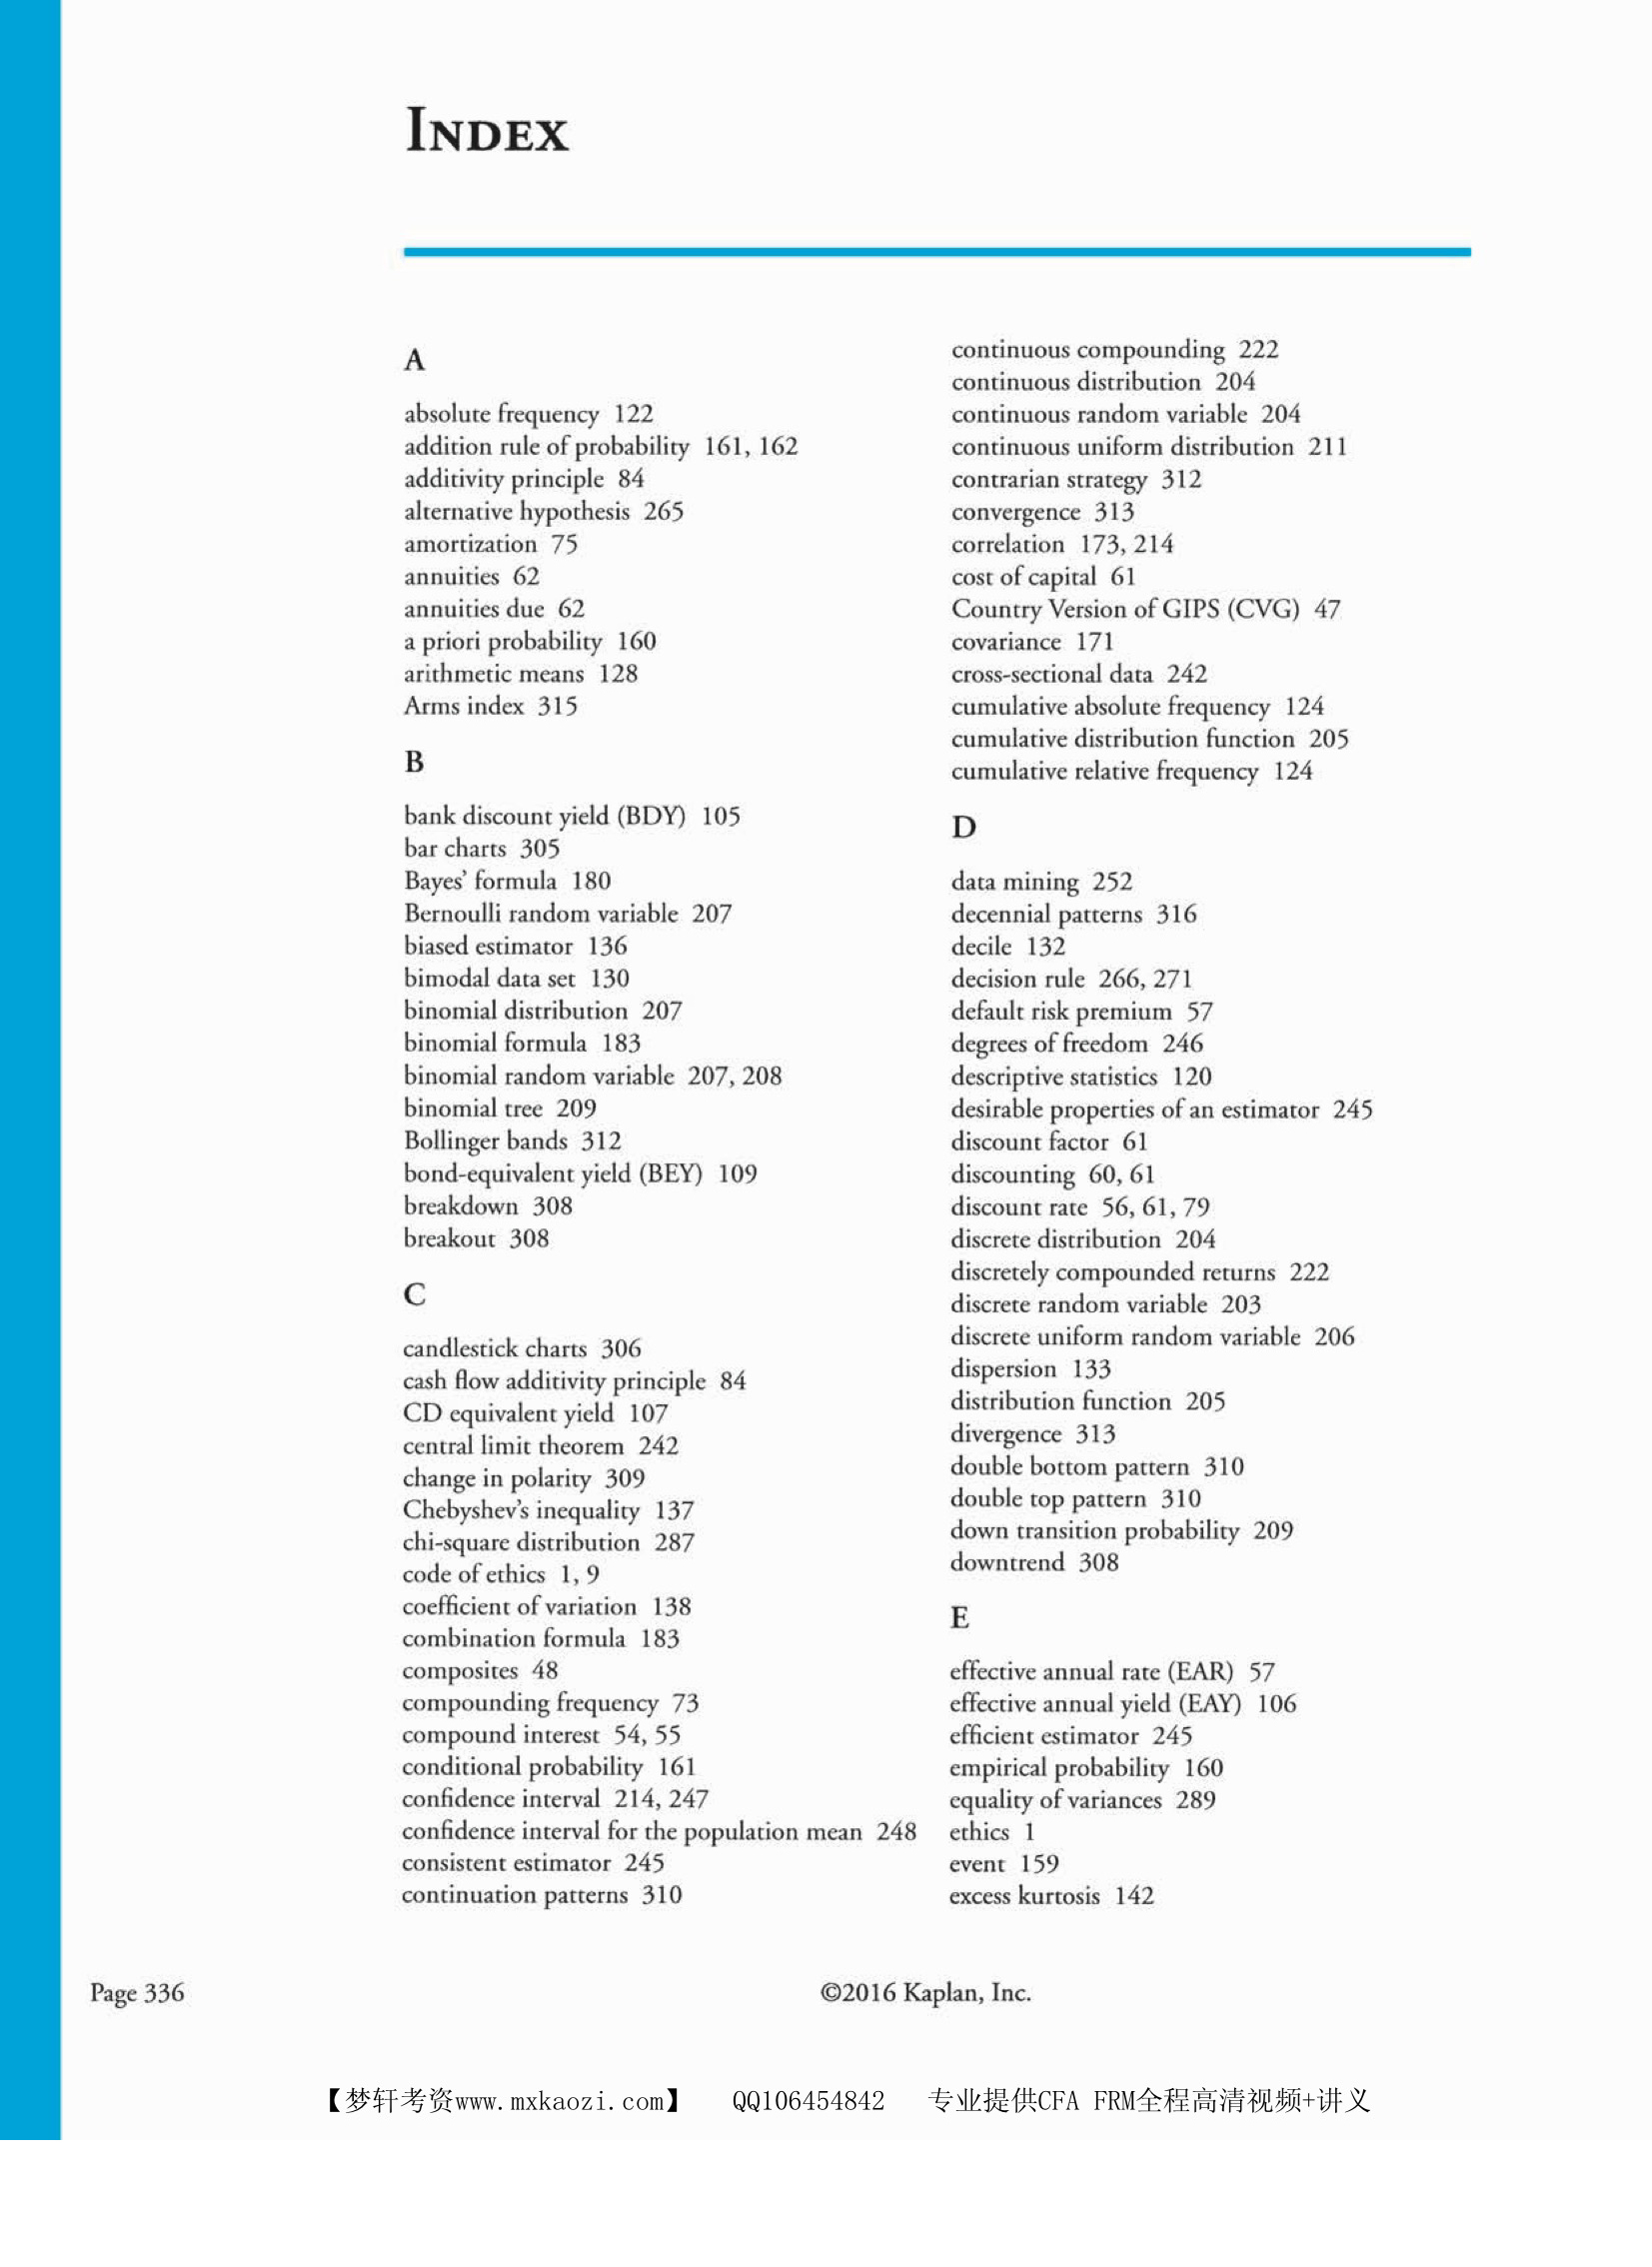 INDEX
A
absolute frequency 122
addition rule of probability 161, 162
additivity principle 84
alternative hypothesis 265
amortization 75
annuities 62
annuities due 62
a priori probability 160
arithmetic means 128
Arms index 315
B
bank discount yield (BDY) 105
bar charts 305
Bayes’ formula 180
Bernoulli random variable 207
biased estimator 136
bimodal data set 130
binomial distribution 207
binomial formula 183
binomial random variable 207, 208
binomial tree 209
Bollinger bands 312
bond-equivalent yield (BEY) 109
breakdown 308
breakout 308
C
candlestick charts 306
cash flow additivity principle 84
CD equivalent yield 107
central limit theorem 242
change in polarity 309
Chebyshev’s inequality 137
chi-square distribution 287
code of ethics 1, 9
coefficient of variation 138
combination formula 183
composites 48
compounding frequency 73
compound interest 54, 55
conditional probability 161
confidence interval 214, 247
confidence interval for the population mean 248
consistent estimator 245
continuation patterns 310
continuous compounding 222
continuous distribution 204
continuous random variable 204
continuous uniform distribution 211
contrarian strategy 312
convergence 313
correlation 173, 214
cost of capital 61
Country Version of GIPS (CVG) 47
covariance 171
cross-sectional data 242
cumulative absolute frequency 124
cumulative distribution function 205
cumulative relative frequency 124
D
data mining 252
decennial patterns 316
decile 132
decision rule 266, 271
default risk premium 57
degrees of freedom 246
descriptive statistics 120
desirable properties of an estimator 245
discount factor 61
discounting 60, 61
discount rate 56, 61, 79
discrete distribution 204
discretely compounded returns 222
discrete random variable 203
discrete uniform random variable 206
dispersion 133
distribution function 205
divergence 313
double bottom pattern 310
double top pattern 310
down transition probability 209
downtrend 308
E
effective annual rate (EAR) 57
effective annual yield (EAY) 106
efficient estimator 245
empirical probability 160
equality of variances 289
ethics 1
event 159
excess kurtosis 142
Page 336
©2016 Kaplan, Inc.
【梦轩考资www.mxkaozi.com】 QQ106454842 专业提供CFA FRM全程高清视频+讲义